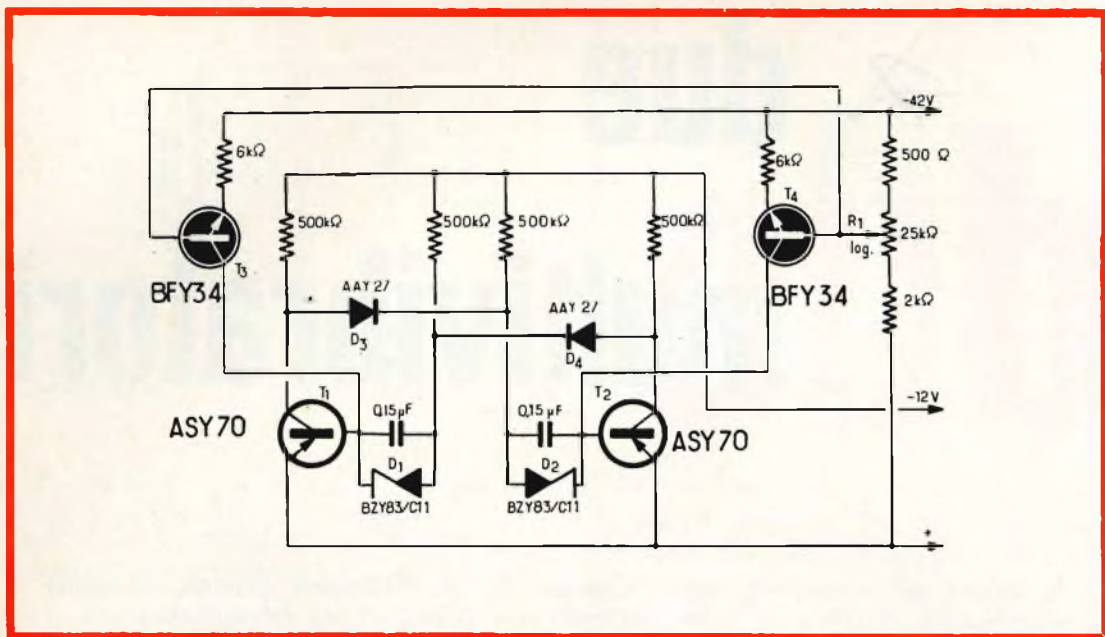 -42V
6kΩ
6kΩ
500 Ω
T4
500kΩ
500kΩ
500kΩ
500kΩ
R1
log.
25kΩ
T3
BFY34
AAY 27
AAY 27
BFY34
2kΩ
D3
D4
T1
0,15 µF
0,15 µF
T2
-12V
ASY70
ASY70
D1
D2
BZY83/C11
BZY83/C11
+